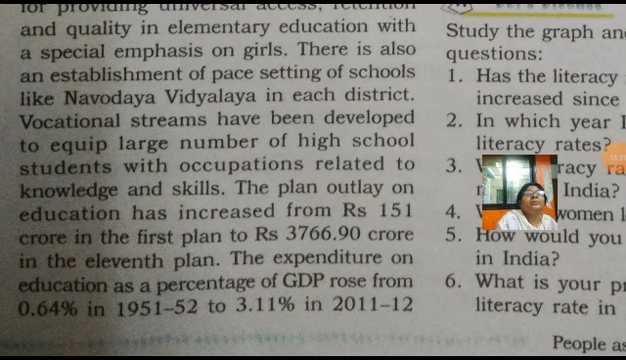 for providing universal access, retention
and quality in elementary education with
a special emphasis on girls. There is also
an establishment of pace setting of schools
like Navodaya Vidyalaya in each district.
Vocational streams have been developed
to equip large number of high school
students with occupations related to
knowledge and skills. The plan outlay on
education has increased from Rs 151
crore in the first plan to Rs 3766.90 crore
in the eleventh plan. The expenditure on
education as a percentage of GDP rose from
0.64% in 1951–52 to 3.11% in 2011–12
Study the graph
questions:
1. Has the literacy
increased since
2. In which year
literacy rates?
3.
India?
4. women
5. How would you
in India?
6. What is your
literacy rate in
People